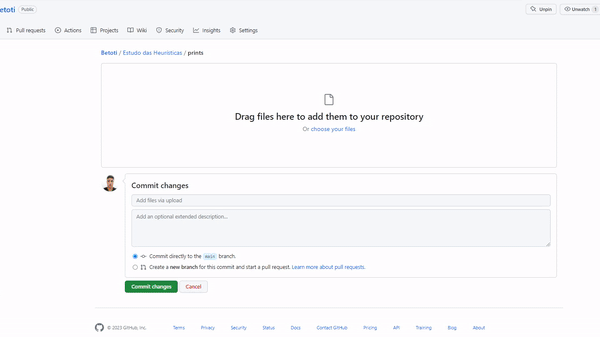 etoti Public
Unpin
Unwatch 1
Pull requests Actions Projects Wiki Security Insights Settings
Betoti / Estudo das Heurísticas / prints
Drag files here to add them to your repository
Or choose your files
Commit changes
Add files via upload
Add an optional extended description...
Commit directly to the main branch.
Create a new branch for this commit and start a pull request. Learn more about pull requests.
Commit changes Cancel
© 2023 GitHub, Inc. Terms Privacy Security Status Docs Contact GitHub Pricing API Training Blog About